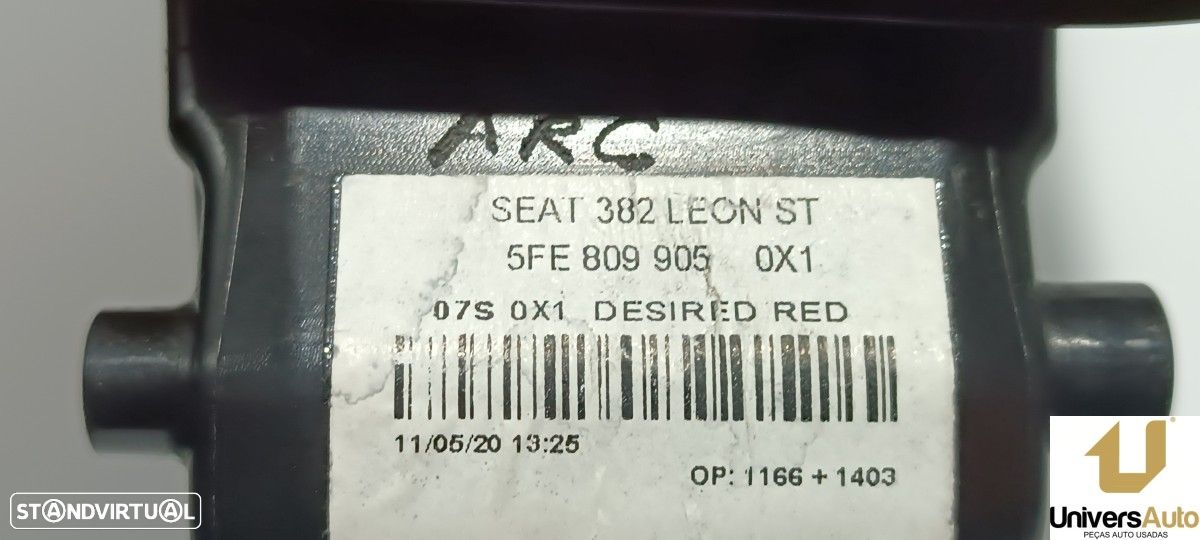 ARC
SEAT 382 LEON ST
5FE 809 905 0X1
07S 0X1 DESIRED RED
11/05/20 13:25
OP: 1166 + 1403
STANDVIRTUAL
UniversAuto
PEÇAS AUTO USADAS